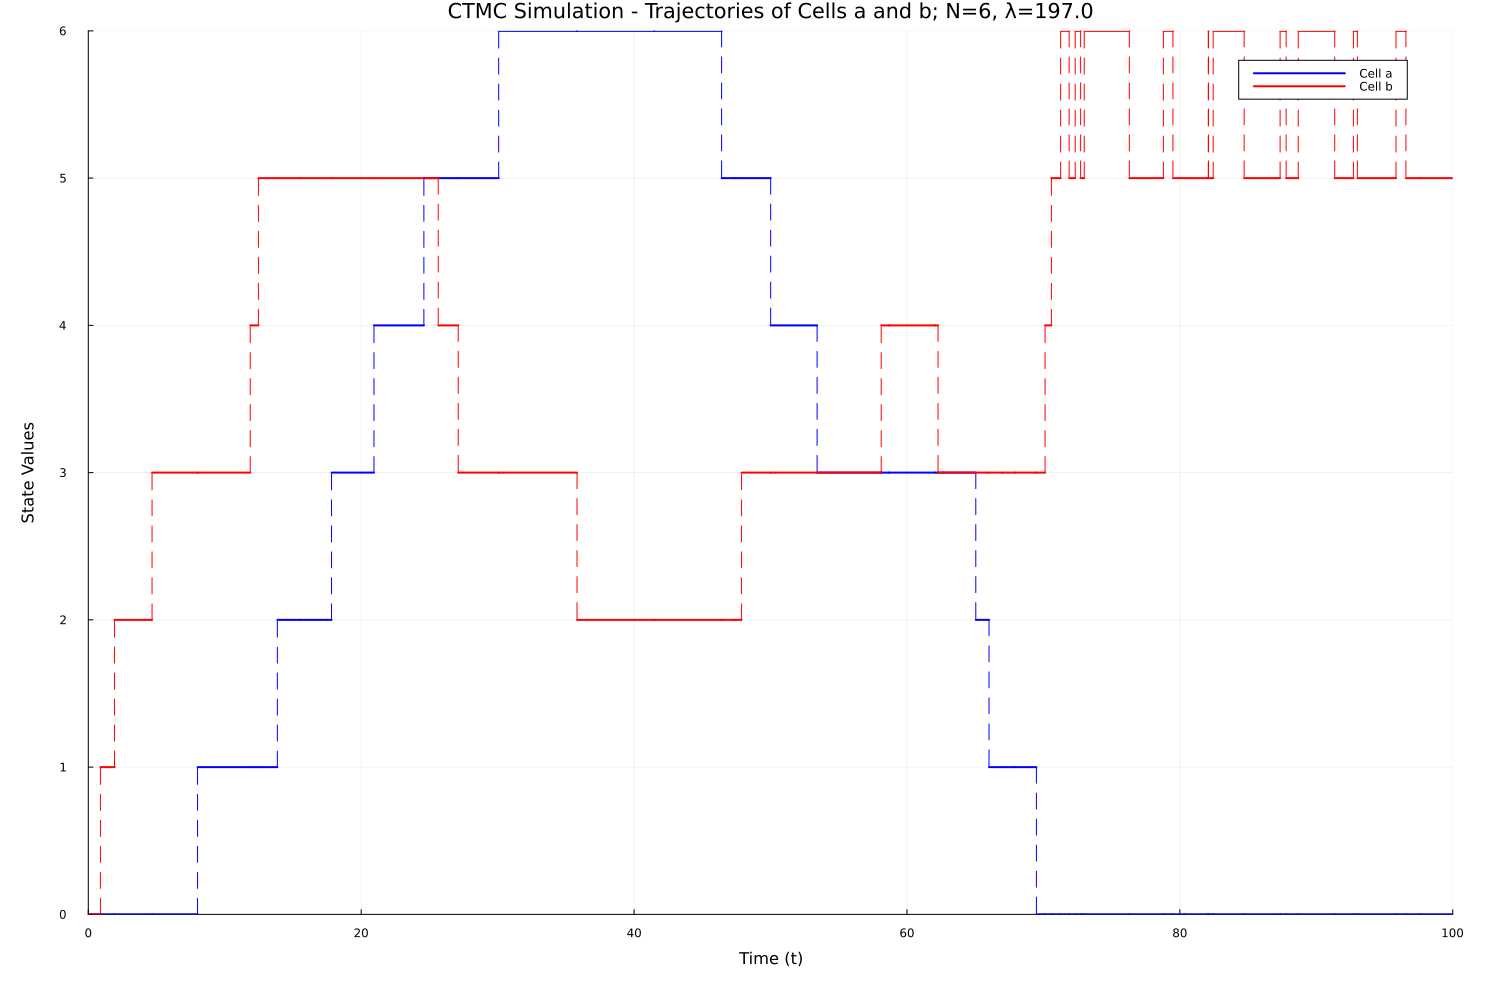 CTMC Simulation - Trajectories of Cells a and b; N=6, λ=197.0
6
Cell a
Cell b
5
4
3
State Values
2
1
0
0 20 40 60 80 100
Time (t)